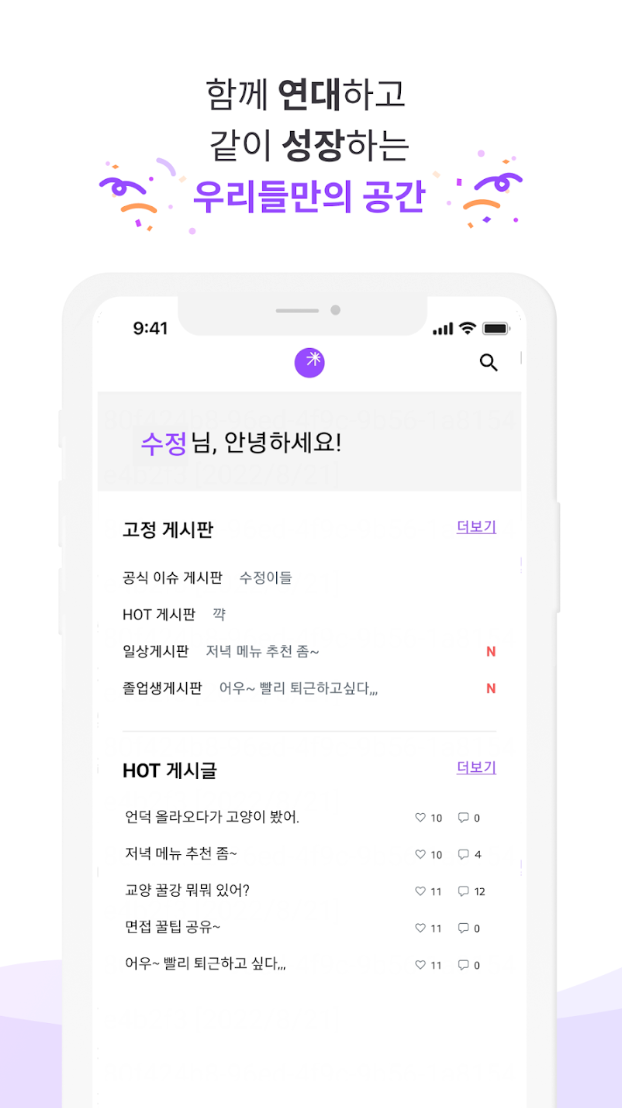 함께 연대하고
같이 성장하는
우리들만의 공간
9:41
수정 님, 안녕하세요!
고정 게시판 더보기
공식 이슈 게시판 수정이들
HOT 게시판 꺅
일상게시판 저녁 메뉴 추천 좀~ N
졸업생게시판 어우~ 빨리 퇴근하고싶다,,, N
HOT 게시글 더보기
언덕 올라오다가 고양이 봤어. 10 0
저녁 메뉴 추천 좀~ 10 4
교양 꿀강 뭐뭐 있어? 11 12
면접 꿀팁 공유~ 11 0
어우~ 빨리 퇴근하고 싶다,,, 11 0